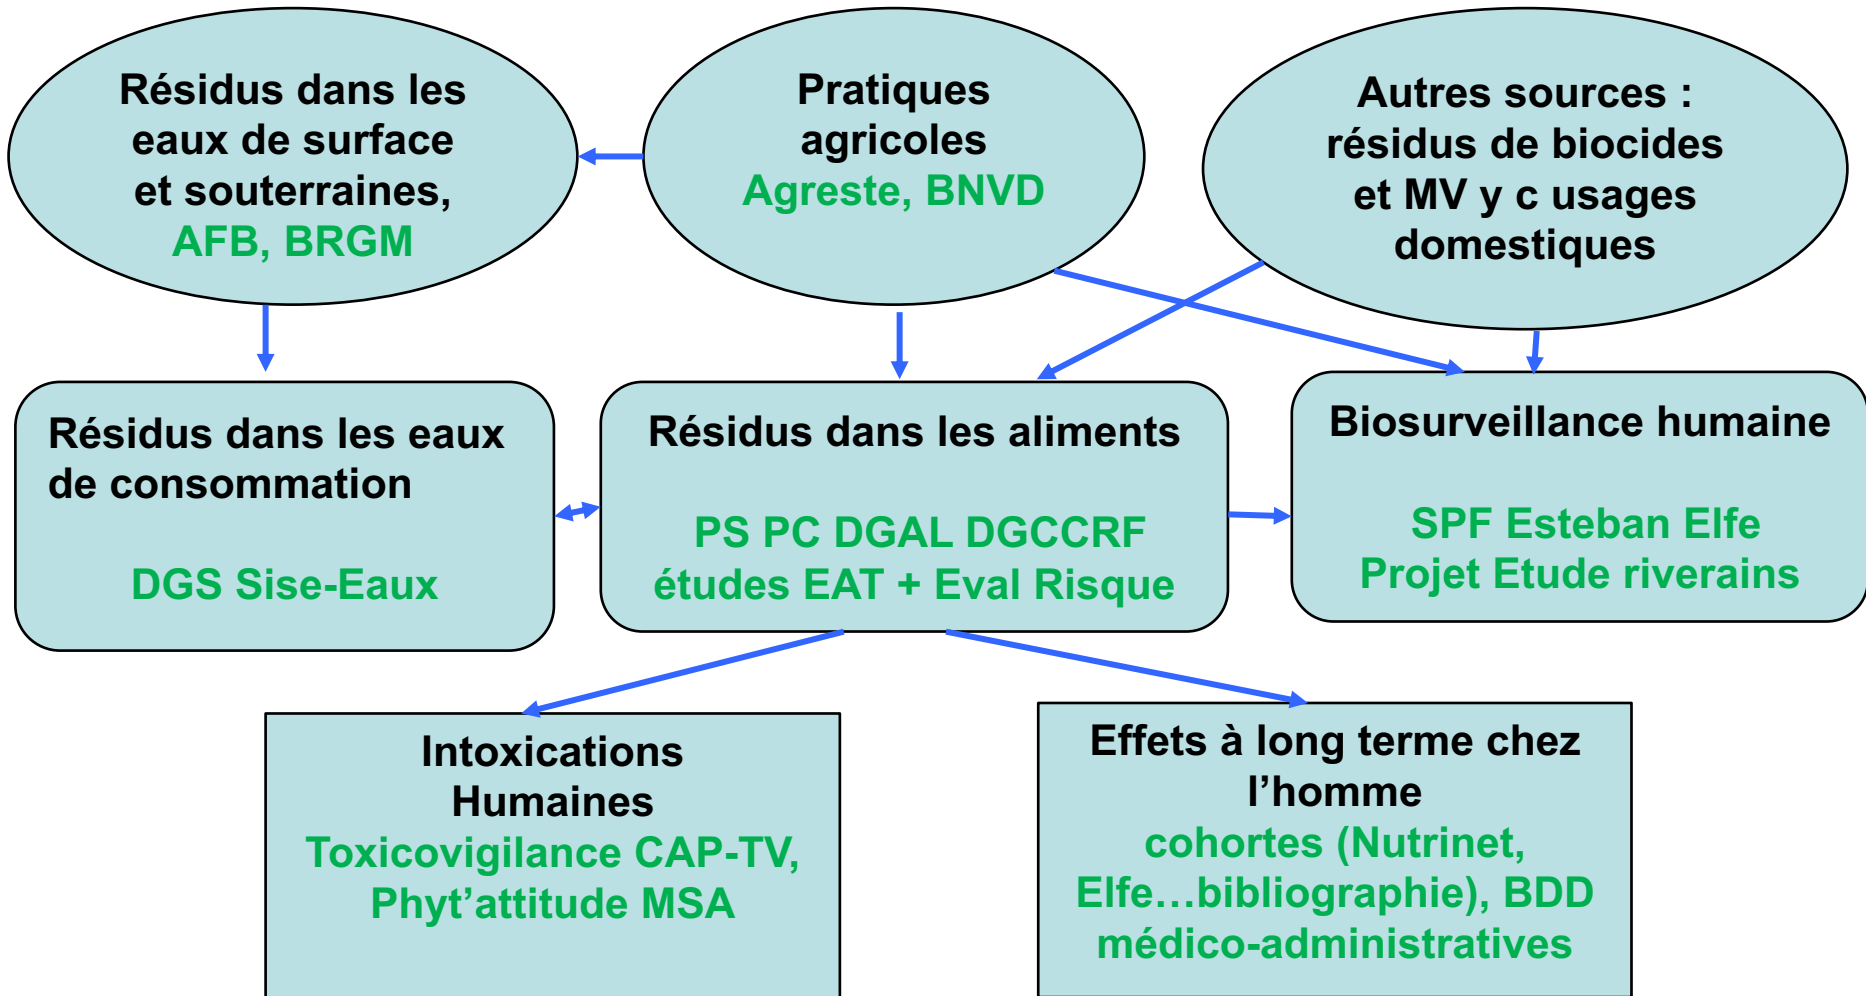 Résidus dans les
eaux de surface
et souterraines,
AFB, BRGM
Pratiques
agricoles
Agreste, BNVD
Autres sources :
résidus de biocides
et MV y c usages
domestiques
Résidus dans les eaux
de consommation
DGS Sise-Eaux
Résidus dans les aliments
PS PC DGAL DGCCRF
études EAT + Eval Risque
Biosurveillance humaine
SPF Esteban Elfe
Projet Etude riverains
Intoxications
Humaines
Toxicovigilance CAP-TV,
Phyt’attitude MSA
Effets à long terme chez
l’homme
cohortes (Nutrinet,
Elfe…bibliographie), BDD
médico-administratives